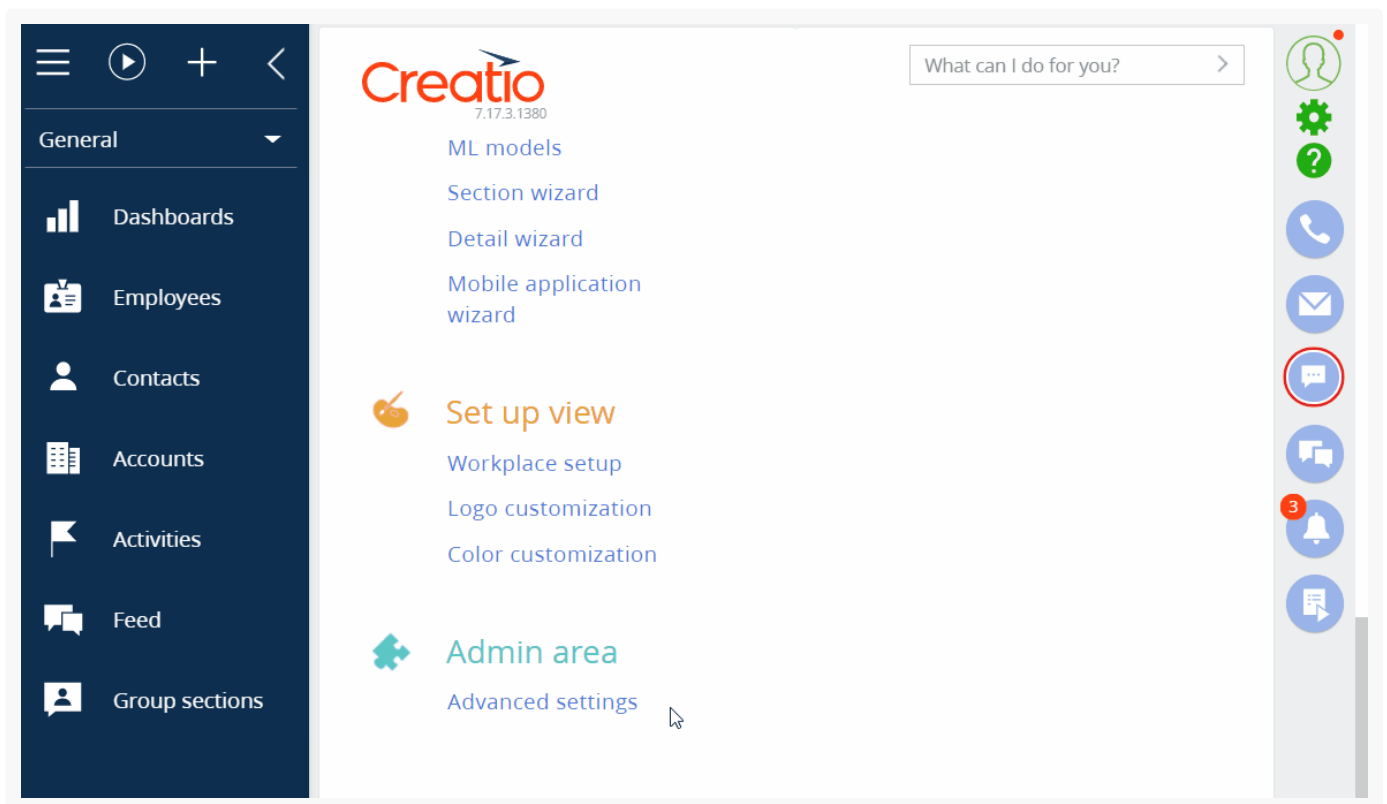 General
Dashboards
Employees
Contacts
Accounts
Activities
Feed
Group sections
Creatio
7.17.3.1380
What can I do for you?
ML models
Section wizard
Detail wizard
Mobile application
wizard
Set up view
Workplace setup
Logo customization
Color customization
Admin area
Advanced settings
?
3